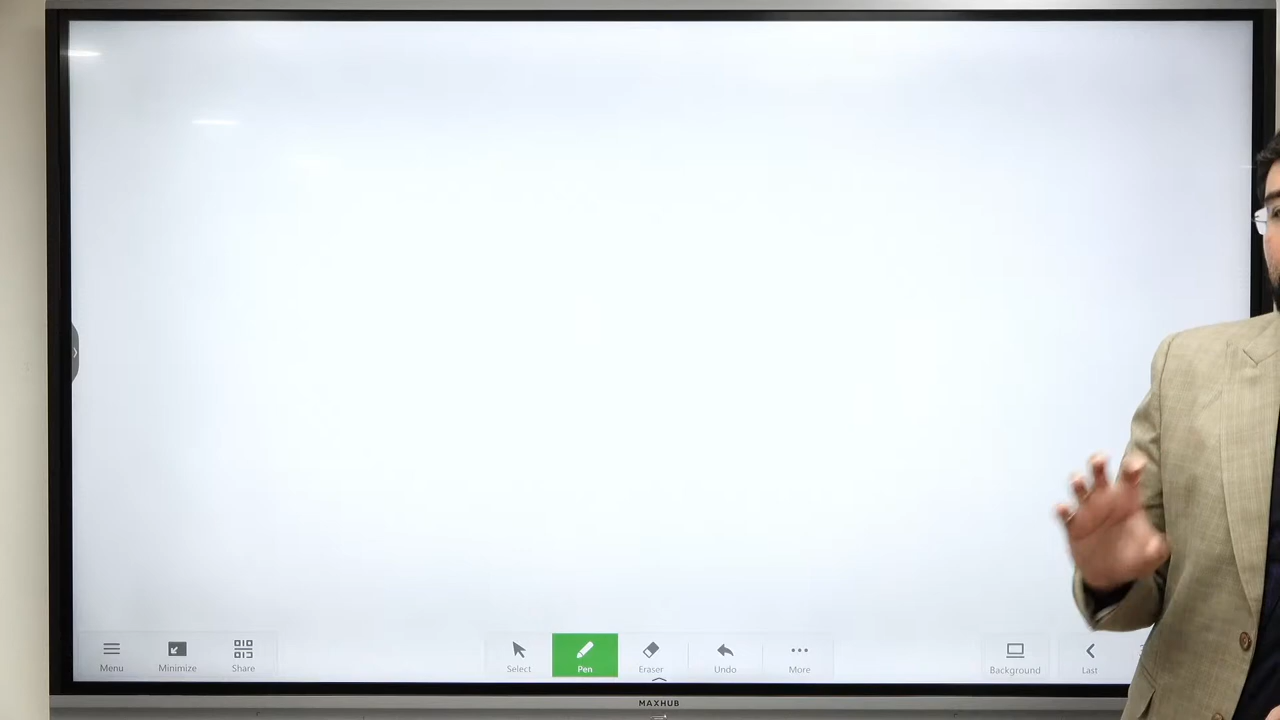 Menu
Minimize
Share
Select
Pen
Eraser
Undo
More
Background
Last
MAXHUB